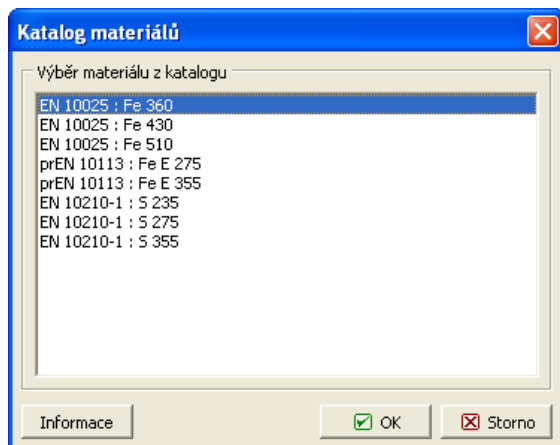 Katalog materiálů
Výběr materiálu z katalogu
EN 10025 : Fe 360
EN 10025 : Fe 430
EN 10025 : Fe 510
prEN 10113 : Fe E 275
prEN 10113 : Fe E 355
EN 10210-1 : S 235
EN 10210-1 : S 275
EN 10210-1 : S 355
Informace
OK
Storno